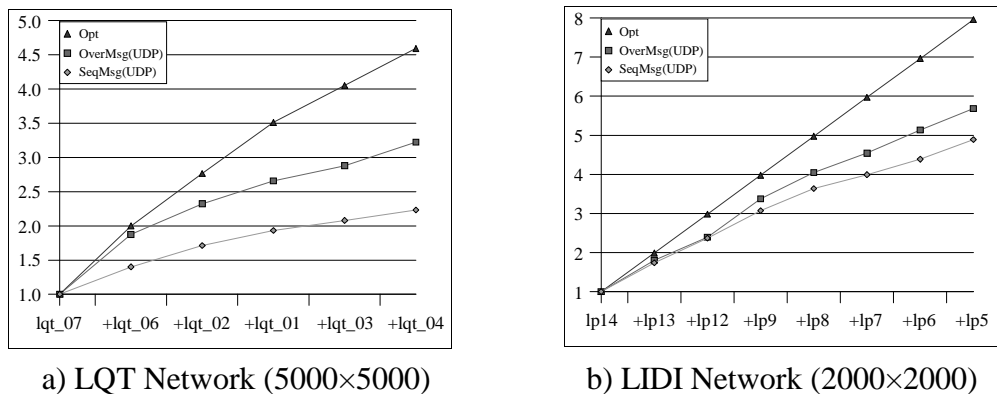 5.0
4.5
4.0
3.5
3.0
2.5
2.0
1.5
1.0
Opt
OverMsg(UDP)
SeqMsg(UDP)
lqt_07 +lqt_06 +lqt_02 +lqt_01 +lqt_03 +lqt_04
a) LQT Network (5000×5000)
8
7
6
5
4
3
2
1
Opt
OverMsg(UDP)
SeqMsg(UDP)
lp14 +lp13 +lp12 +lp9 +lp8 +lp7 +lp6 +lp5
b) LIDI Network (2000×2000)